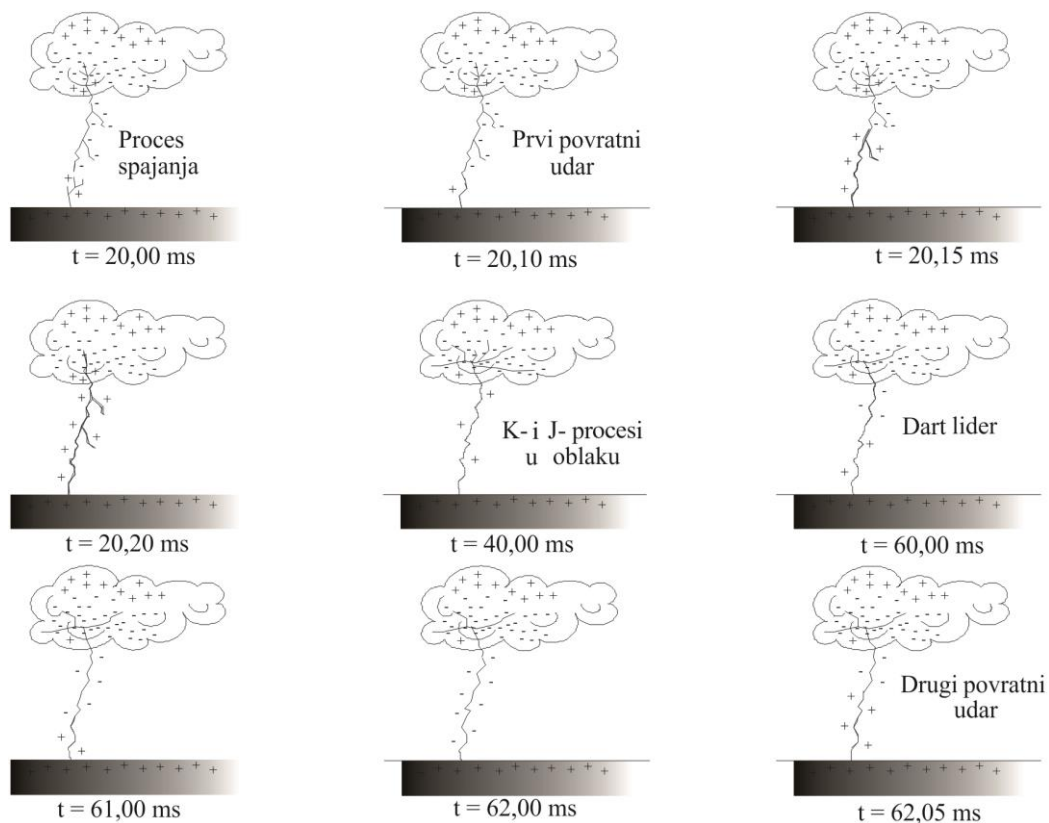 Proces
spajanja
t = 20,00 ms
Prvi povratni
udar
t = 20,10 ms
t = 20,15 ms
t = 20,20 ms
K- i J- procesi
u oblaku
t = 40,00 ms
Dart lider
t = 60,00 ms
t = 61,00 ms
t = 62,00 ms
Drugi povratni
udar
t = 62,05 ms